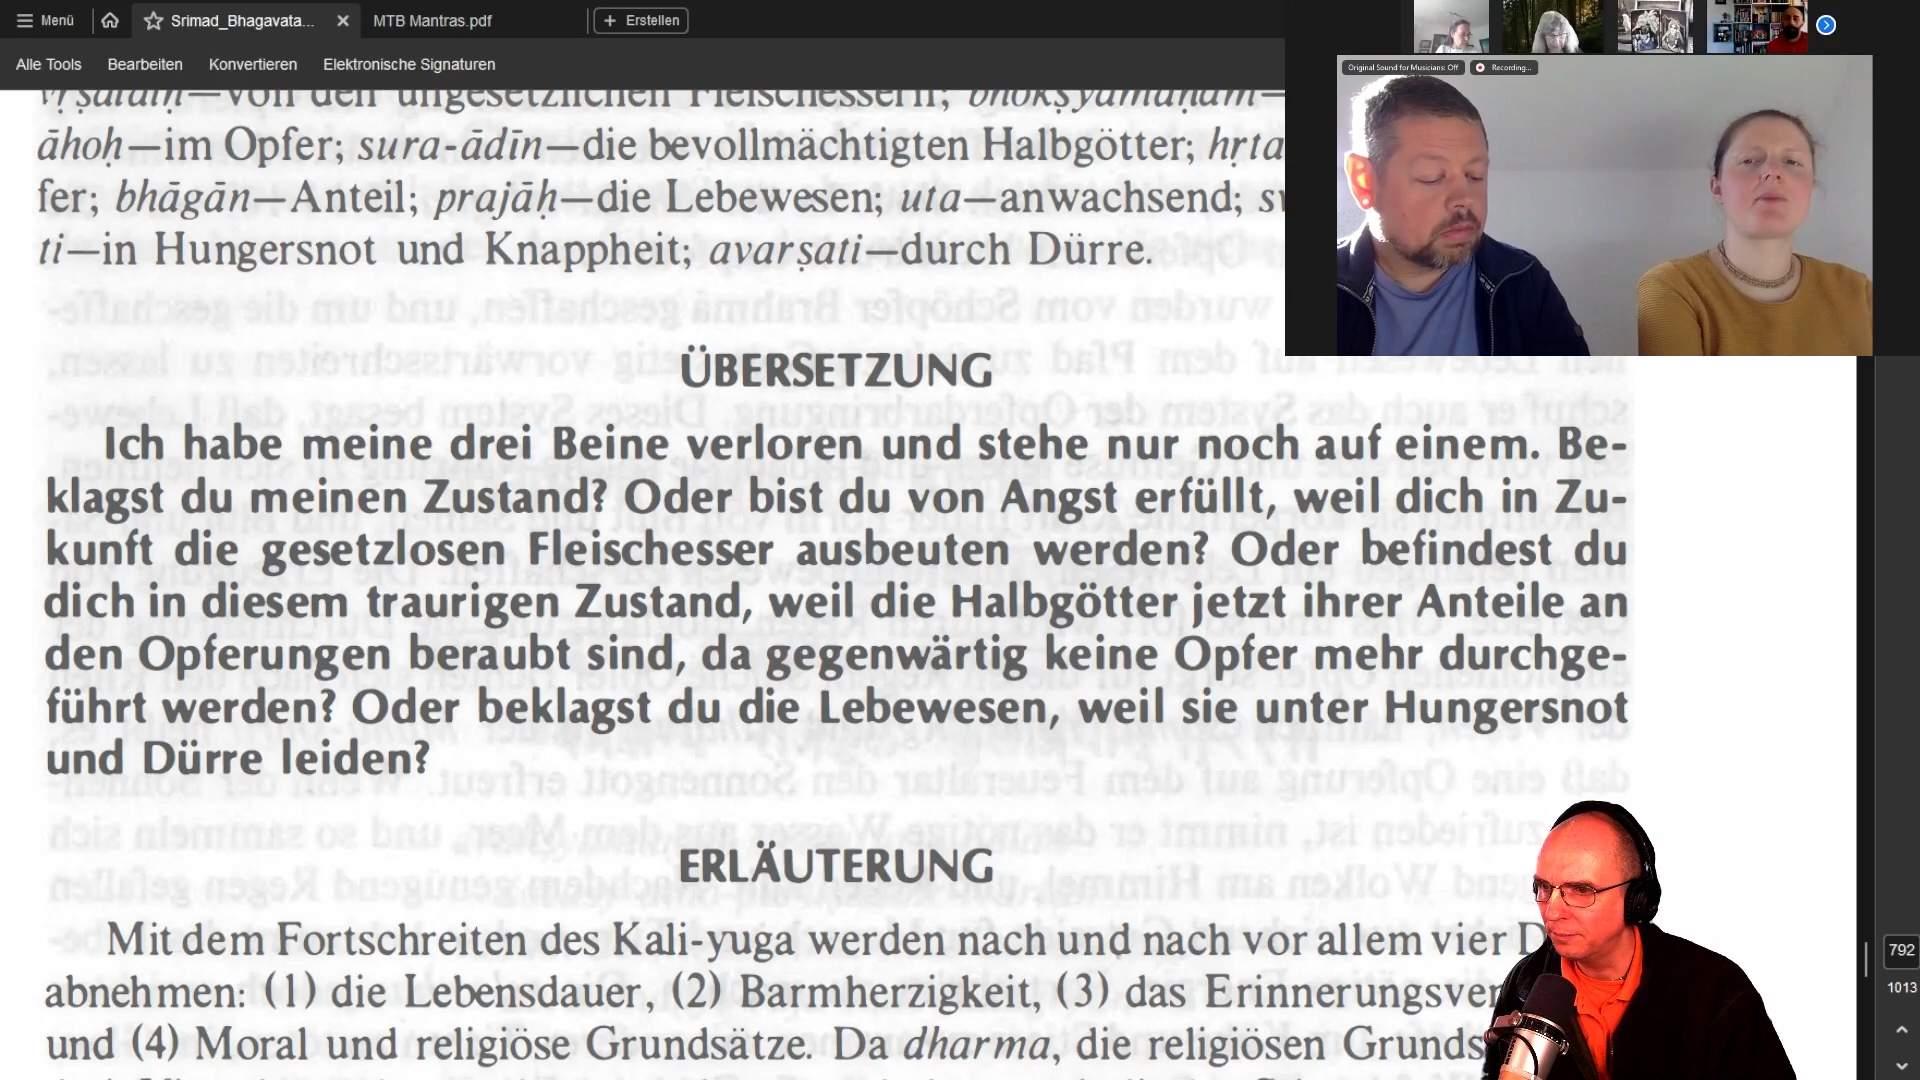 Menü
Srimad_Bhagavata...
MTB Mantras.pdf
Erstellen
Alle Tools Bearbeiten Konvertieren Elektronische Signaturen
Original Sound for Musicians: Off
Recording...
vṛṣalaiḥ—von den ungesetzlichen Fleischessern; bhokṣyamāṇam—
āhoḥ—im Opfer; sura-ādīn—die bevollmächtigten Halbgötter; hṛta
fer; bhāgān—Anteil; prajāḥ—die Lebewesen; uta—anwachsend;
ti—in Hungersnot und Knappheit; avarṣati—durch Dürre.
ÜBERSETZUNG
Ich habe meine drei Beine verloren und stehe nur noch auf einem. Be-
klagst du meinen Zustand? Oder bist du von Angst erfüllt, weil dich in Zu-
kunft die gesetzlosen Fleischesser ausbeuten werden? Oder befindest du
dich in diesem traurigen Zustand, weil die Halbgötter jetzt ihrer Anteile an
den Opferungen beraubt sind, da gegenwärtig keine Opfer mehr durchge-
führt werden? Oder beklagst du die Lebewesen, weil sie unter Hungersnot
und Dürre leiden?
ERLÄUTERUNG
Mit dem Fortschreiten des Kali-yuga werden nach und nach vor allem vier D
abnehmen: (1) die Lebensdauer, (2) Barmherzigkeit, (3) das Erinnerungsver
und (4) Moral und religiöse Grundsätze. Da dharma, die religiösen Grunds
792
1013